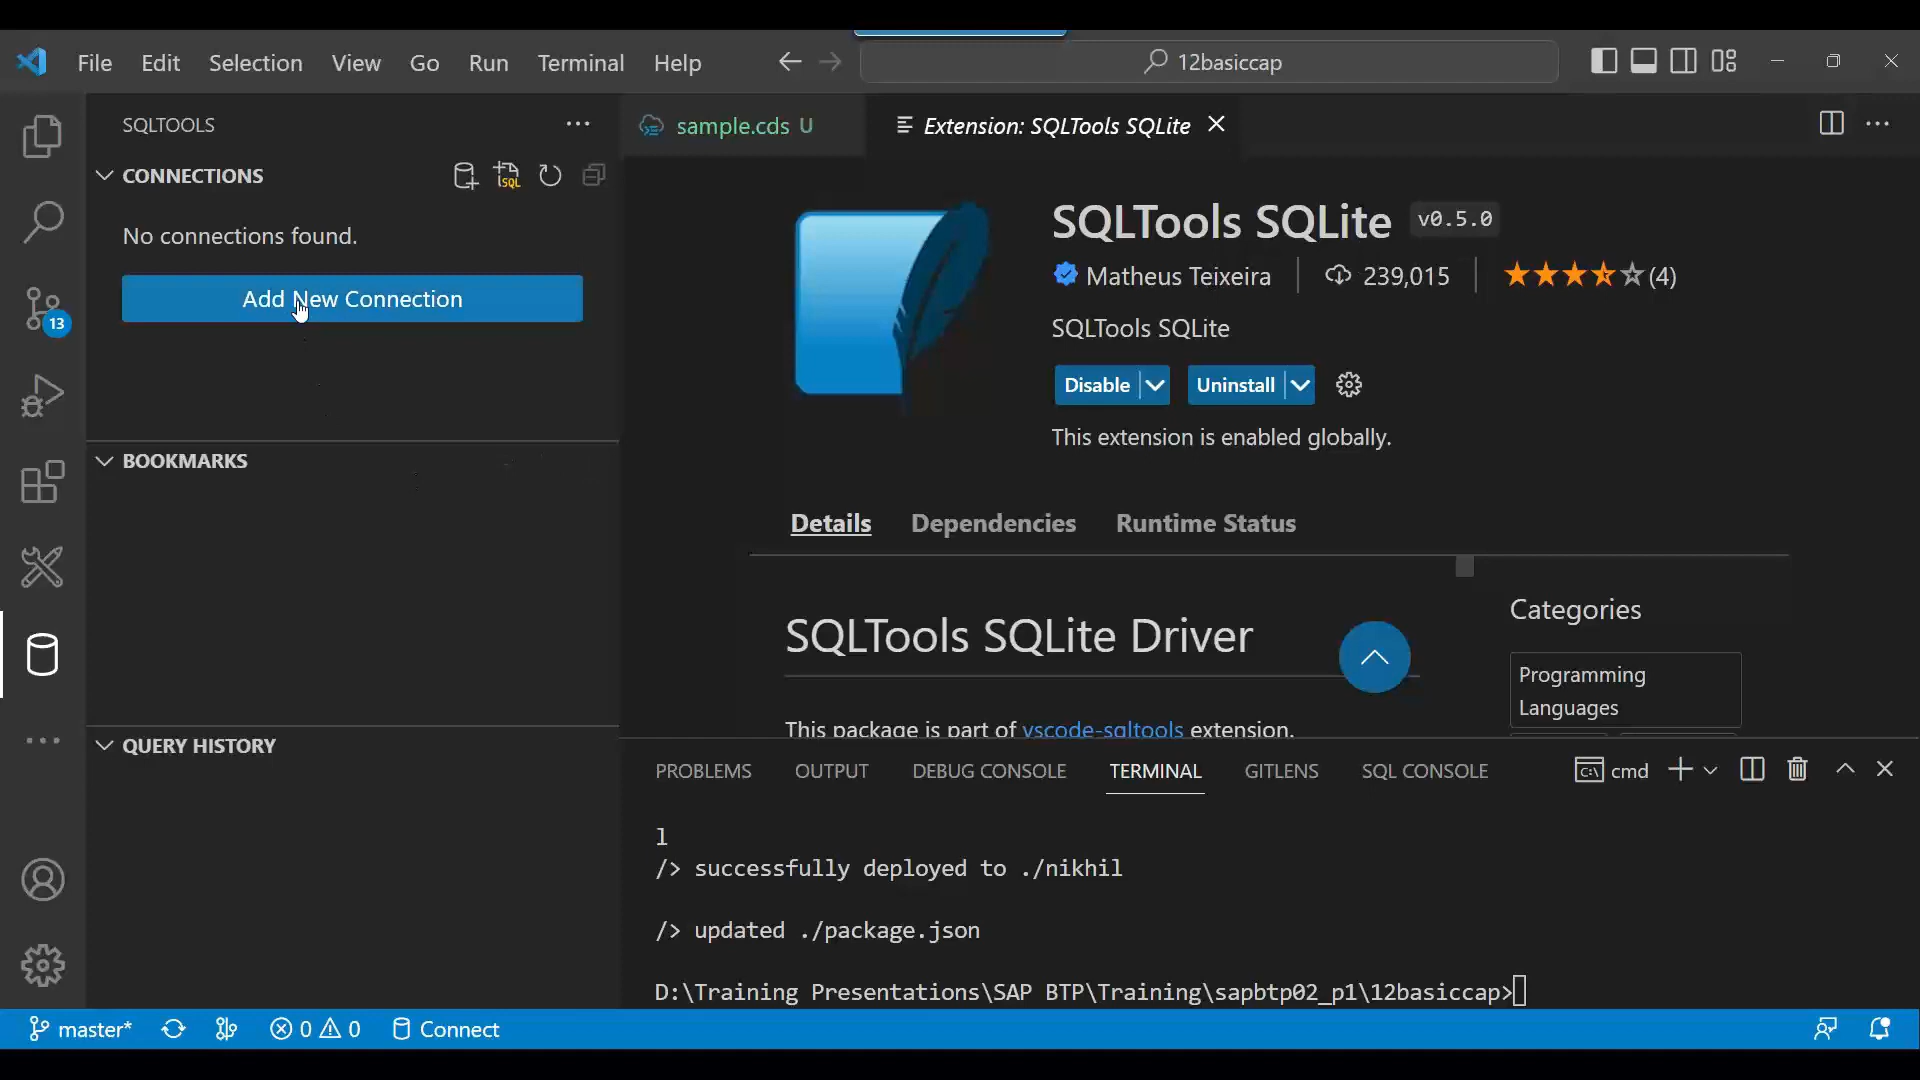 File Edit Selection View Go Run Terminal Help
12basiccap
SQLTOOLS
sample.cds U
Extension: SQLTools SQLite
CONNECTIONS
SQL
No connections found.
Add New Connection
SQLTools SQLite v0.5.0
Matheus Teixeira 239,015 (4)
SQLTools SQLite
Disable Uninstall
This extension is enabled globally.
13
BOOKMARKS
Details Dependencies Runtime Status
SQLTools SQLite Driver
Categories
Programming
Languages
This package is part of vscode-sqltools extension.
QUERY HISTORY
PROBLEMS OUTPUT DEBUG CONSOLE TERMINAL GITLENS SQL CONSOLE
cmd
l
/> successfully deployed to ./nikhil
/> updated ./package.json
D:\Training Presentations\SAP BTP\Training\sapbtp02_p1\12basiccap>
master* 0 0 Connect